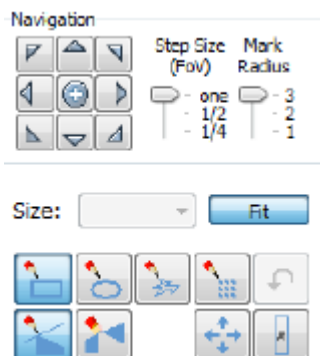 Navigation
Step Size Mark
(FoV) Radius
one 3
1/2 2
1/4 1
Size: Fit